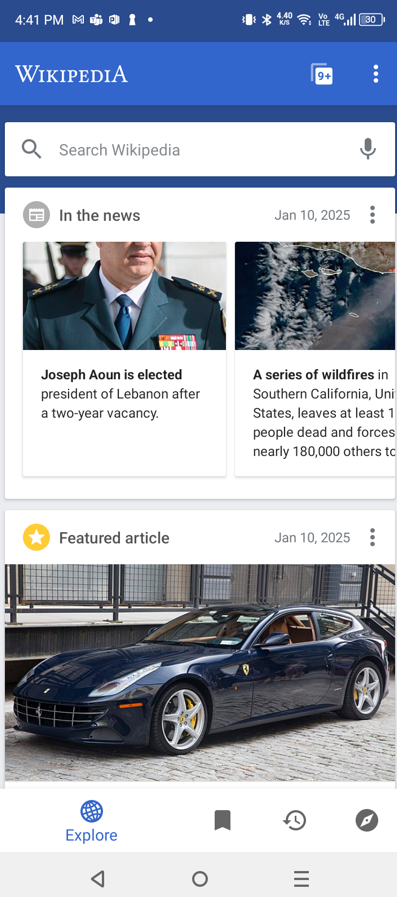 4:41 PM 4.40 K/S Vo LTE 4G 30
WIKIPEDIA 9+
Search Wikipedia
In the news Jan 10, 2025
Joseph Aoun is elected
president of Lebanon after
a two-year vacancy.
A series of wildfires in
Southern California, Uni
States, leaves at least 1
people dead and forces
nearly 180,000 others to
Featured article Jan 10, 2025
Explore